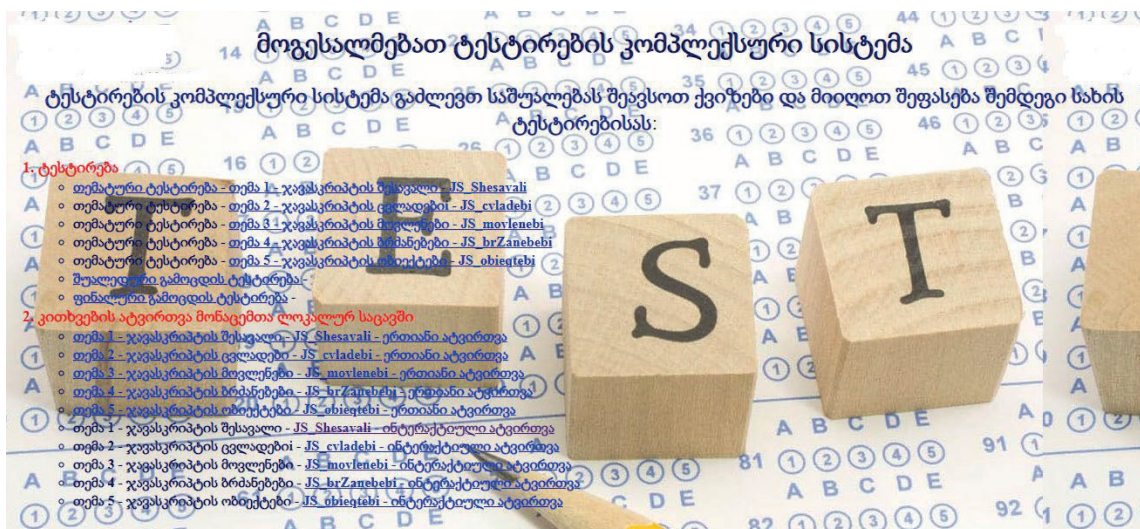 მოგესალმებათ ტესტირების კომპლექსური სისტემა
ტესტირების კომპლექსური სისტემა გაძლევთ საშუალებას შეავსოთ ქვიზები და მიიღოთ შეფასება შემდეგი სახის
ტესტირებისას:
1. ტესტირება
თემატური ტესტირება - თემა 1 - ჯავასკრიპტის შესავალი - JS_Shesavali
თემატური ტესტირება - თემა 2 - ჯავასკრიპტის ცვლადებიი - JS_cvladebi
თემატური ტესტირება - თემა 3 - ჯავასკრიპტის მოვლენები - JS_movlenebi
თემატური ტესტირება - თემა 4 - ჯავასკრიპტის ბრძანებები - JS_brZanebebi
თემატური ტესტირება - თემა 5 - ჯავასკრიპტის ობიექტები - JS_obieqtebi
შუალედური გამოცდის ტესტირება -
ფინალური გამოცდის ტესტირება -
2. კითხვების ატვირთვა მონაცემთა ლოკალურ საცავში
თემა 1 - ჯავასკრიპტის შესავალი - JS_Shesavali - ერთიანი ატვირთვა
თემა 2 - ჯავასკრიპტის ცვლადები - JS_cvladebi - ერთიანი ატვირთვა
თემა 3 - ჯავასკრიპტის მოვლენები - JS_movlenebi - ერთიანი ატვირთვა
თემა 4 - ჯავასკრიპტის ბრძანებები - JS_brZanebebi - ერთიანი ატვირთვა
თემა 5 - ჯავასკრიპტის ობიექტები - JS_obieqtebi - ერთიანი ატვირთვა
თემა 1 - ჯავასკრიპტის შესავალი - JS_Shesavali - ინტერაქტიული ატვირთვა
თემა 2 - ჯავასკრიპტის ცვლადებიი - JS_cvladebi - ინტერაქტიული ატვირთვა
თემა 3 - ჯავასკრიპტის მოვლენები - JS_movlenebi - ინტერაქტიული ატვირთვა
თემა 4 - ჯავასკრიპტის ბრძანებები - JS_brZanebebi - ინტერაქტიული ატვირთვა
თემა 5 - ჯავასკრიპტის ობიექტები - JS_obieqtebi - ინტერაქტიული ატვირთვა
T E S T